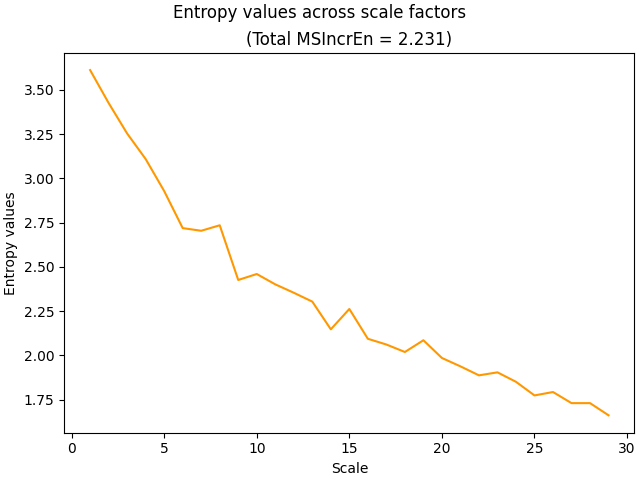 Entropy values across scale factors
(Total MSIncrEn = 2.231)
Entropy values
3.50
3.25
3.00
2.75
2.50
2.25
2.00
1.75
0 5 10 15 20 25 30
Scale